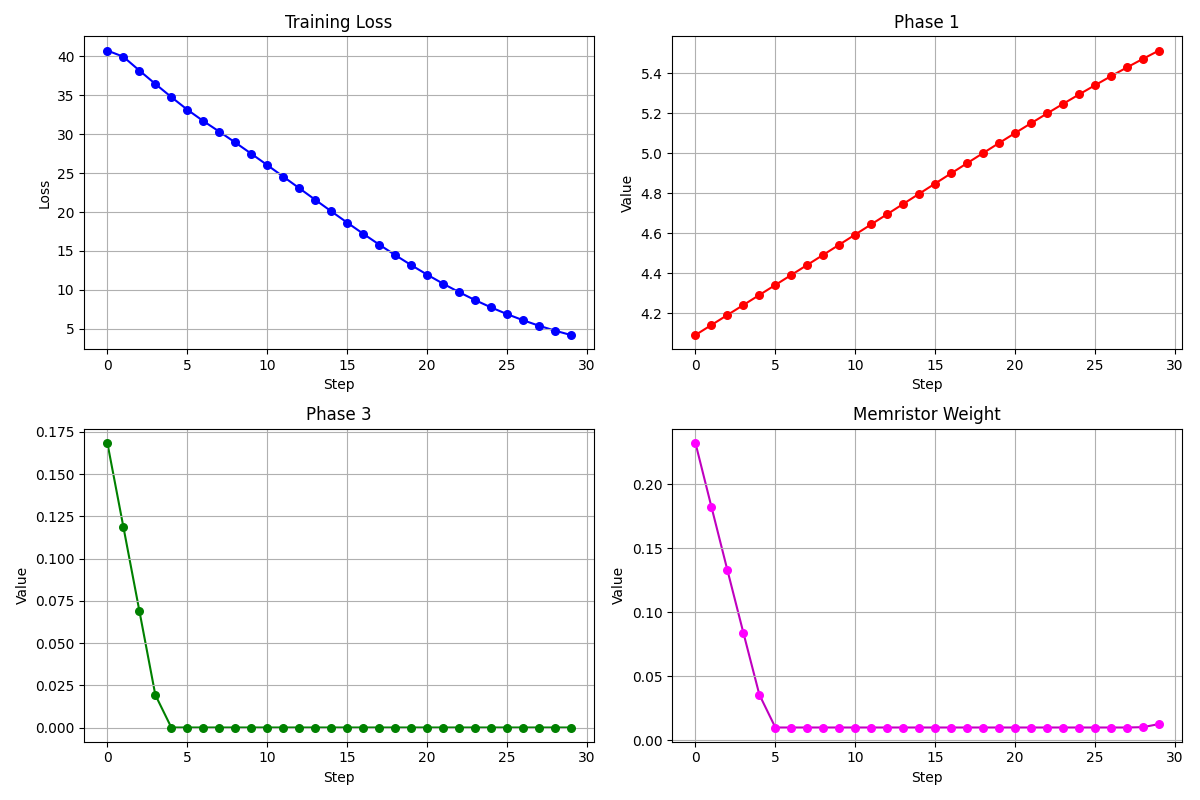 Training Loss
Loss
40
35
30
25
20
15
10
5
0 5 10 15 20 25 30
Step
Phase 1
Value
5.4
5.2
5.0
4.8
4.6
4.4
4.2
0 5 10 15 20 25 30
Step
Phase 3
Value
0.175
0.150
0.125
0.100
0.075
0.050
0.025
0.000
0 5 10 15 20 25 30
Step
Memristor Weight
Value
0.20
0.15
0.10
0.05
0.00
0 5 10 15 20 25 30
Step